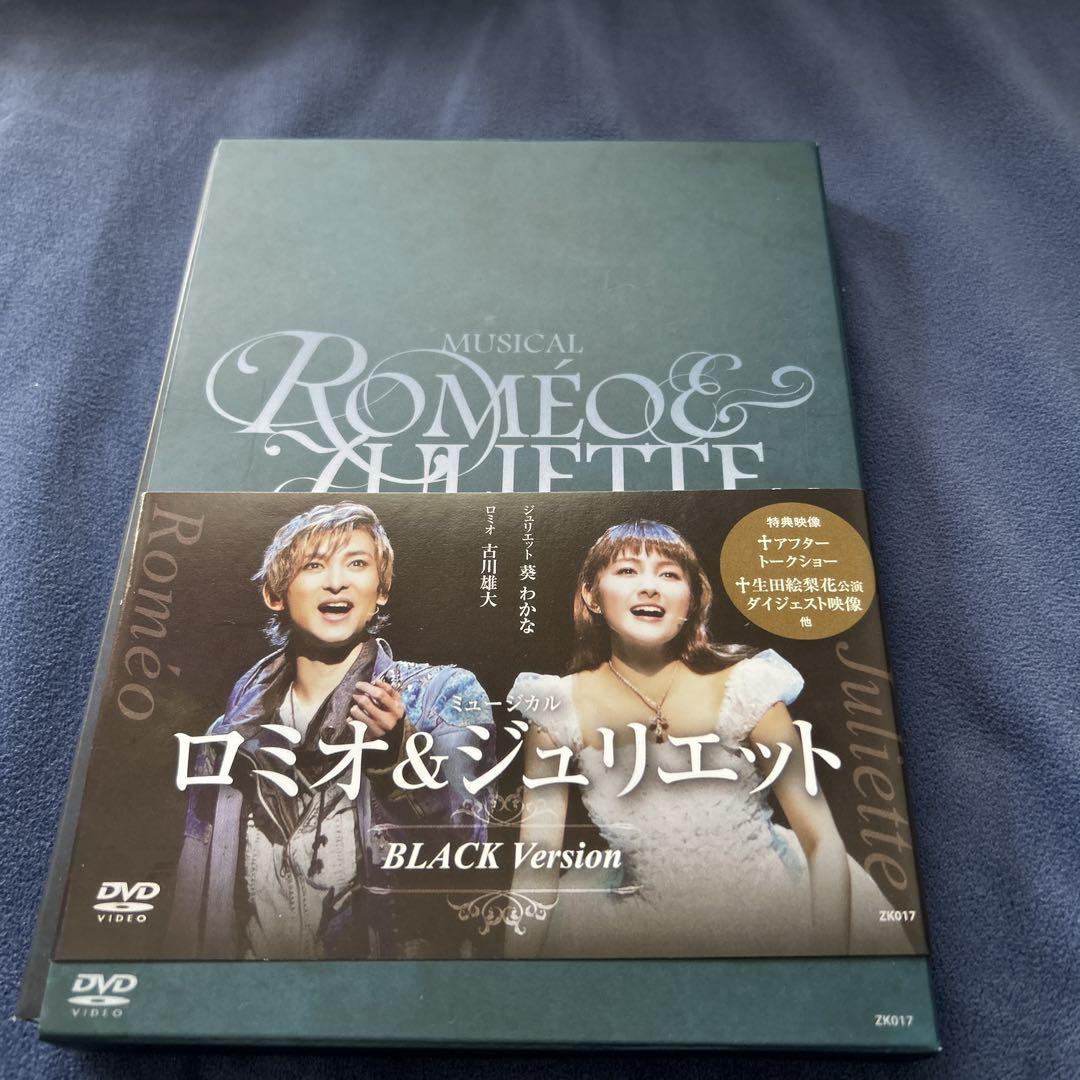 MUSICAL
ROMÉO &
JULIETTE
Roméo
ロミオ 古川雄大
ジュリエット 葵 わかな
特典映像
✝アフター
トークショー
✝生田絵梨花公演
ダイジェスト映像
他
Juliette
ミュージカル
ロミオ&ジュリエット
BLACK Version
DVD
VIDEO
ZK017
DVD
VIDEO
ZK017